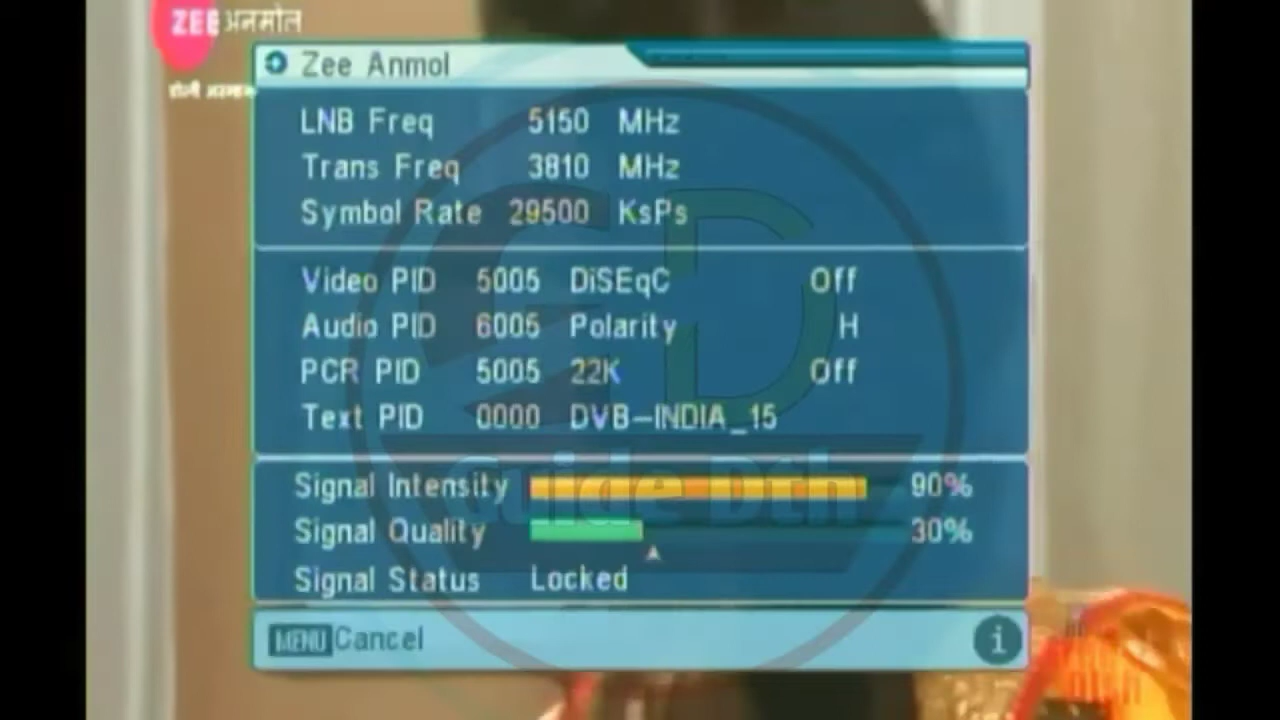 ZEE अनमोल
Zee Anmol
LNB Freq 5150 MHz
Trans Freq 3810 MHz
Symbol Rate 29500 KsPs
Video PID 5005 DiSEqC Off
Audio PID 6005 Polarity H
PCR PID 5005 22K Off
Text PID 0000 DVB-INDIA_15
Guide Dth
Signal Intensity 90%
Signal Quality 30%
Signal Status Locked
MENU Cancel
i